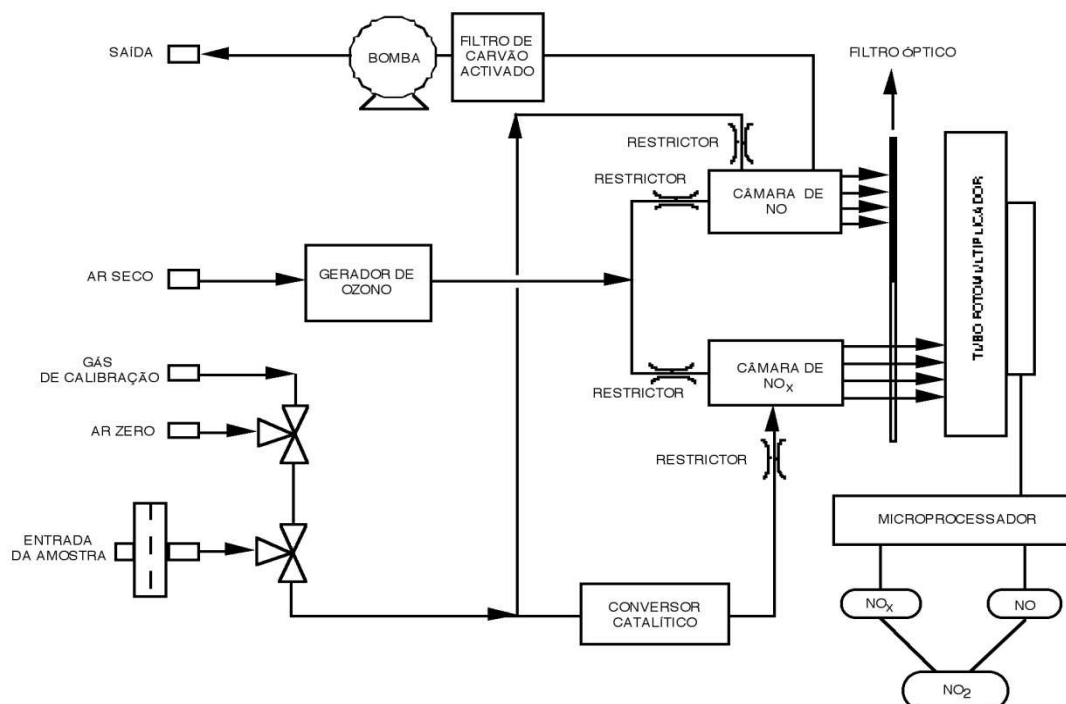 SAÍDA
BOMBA
FILTRO DE
CARVÃO
ACTIVADO
FILTRO ÓPTICO
RESTRICTOR
RESTRICTOR
CÂMARA DE
NO
TUBO FOTOMULTIPLICADOR
AR SECO
GERADOR DE
OZONO
GÁS
DE CALIBRAÇÃO
RESTRICTOR
CÂMARA DE
NOX
AR ZERO
RESTRICTOR
ENTRADA
DA AMOSTRA
MICROPROCESSADOR
CONVERSOR
CATALÍTICO
NOX
NO
NO2